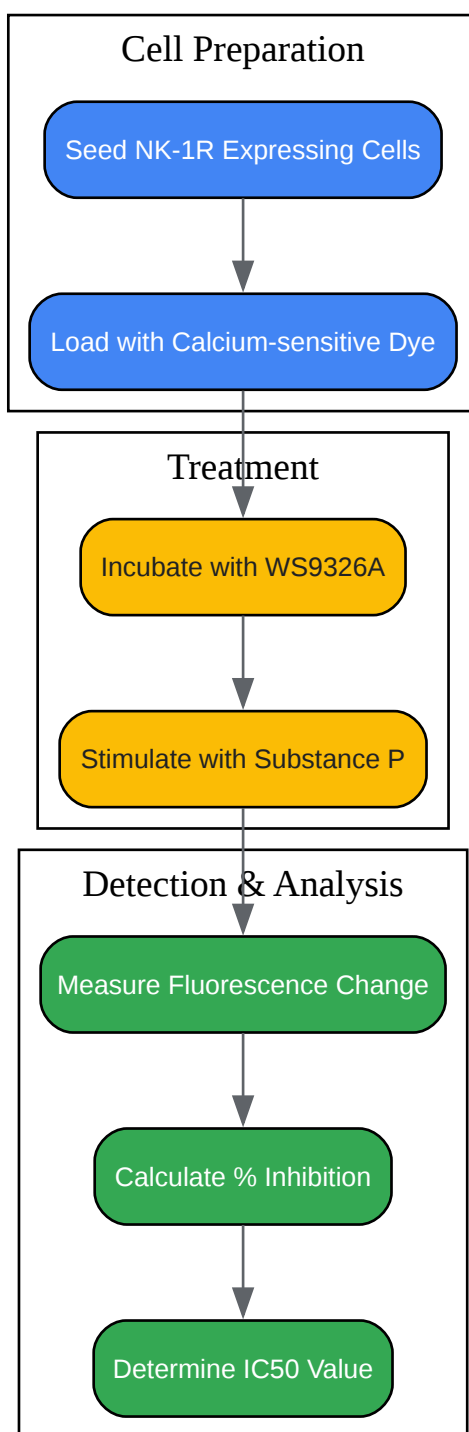 Cell Preparation
Seed NK-1R Expressing Cells
Load with Calcium-sensitive Dye
Treatment
Incubate with WS9326A
Stimulate with Substance P
Detection & Analysis
Measure Fluorescence Change
Calculate % Inhibition
Determine IC50 Value